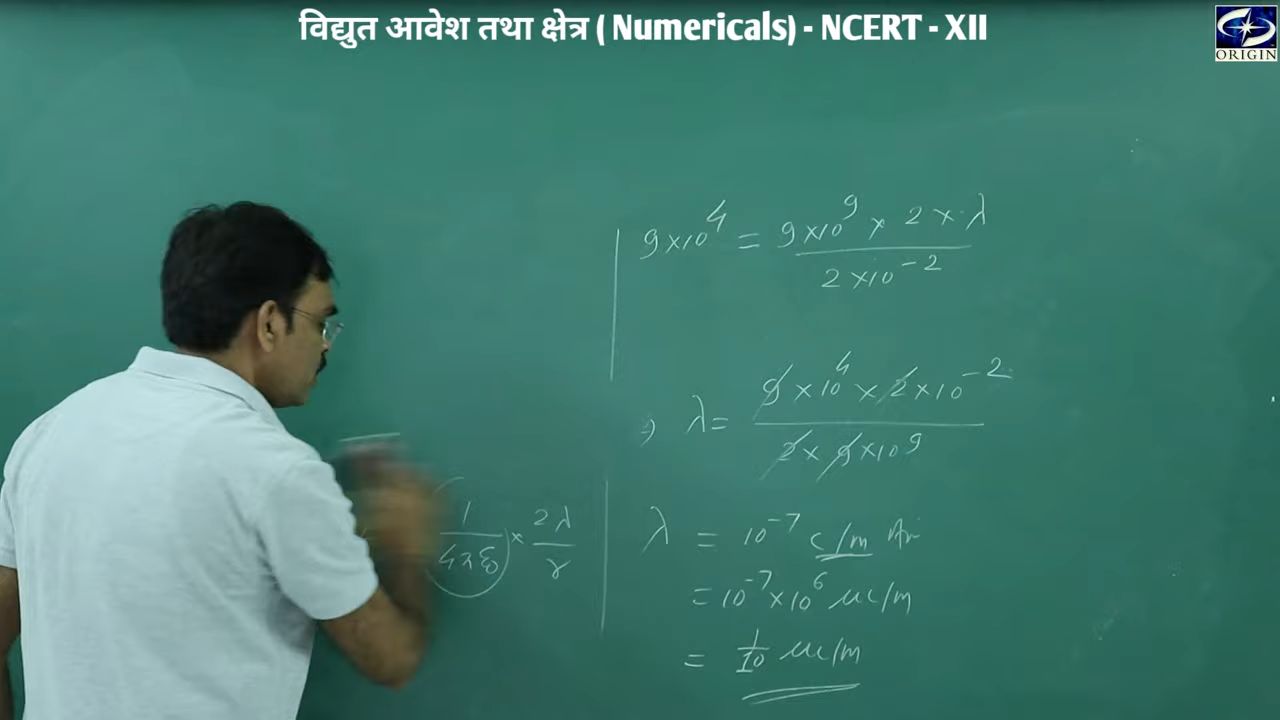 विद्युत आवेश तथा क्षेत्र ( Numericals) - NCERT - XII
ORIGIN
1/4πε₀ × 2λ/r
9×10⁴ = 9×10⁹ × 2 × λ / 2×10⁻²
⇒ λ = 9×10⁴ × 2×10⁻² / 2×9×10⁹
λ = 10⁻⁷ c/m
= 10⁻⁷×10⁶ μc/m
= 1/10 μc/m